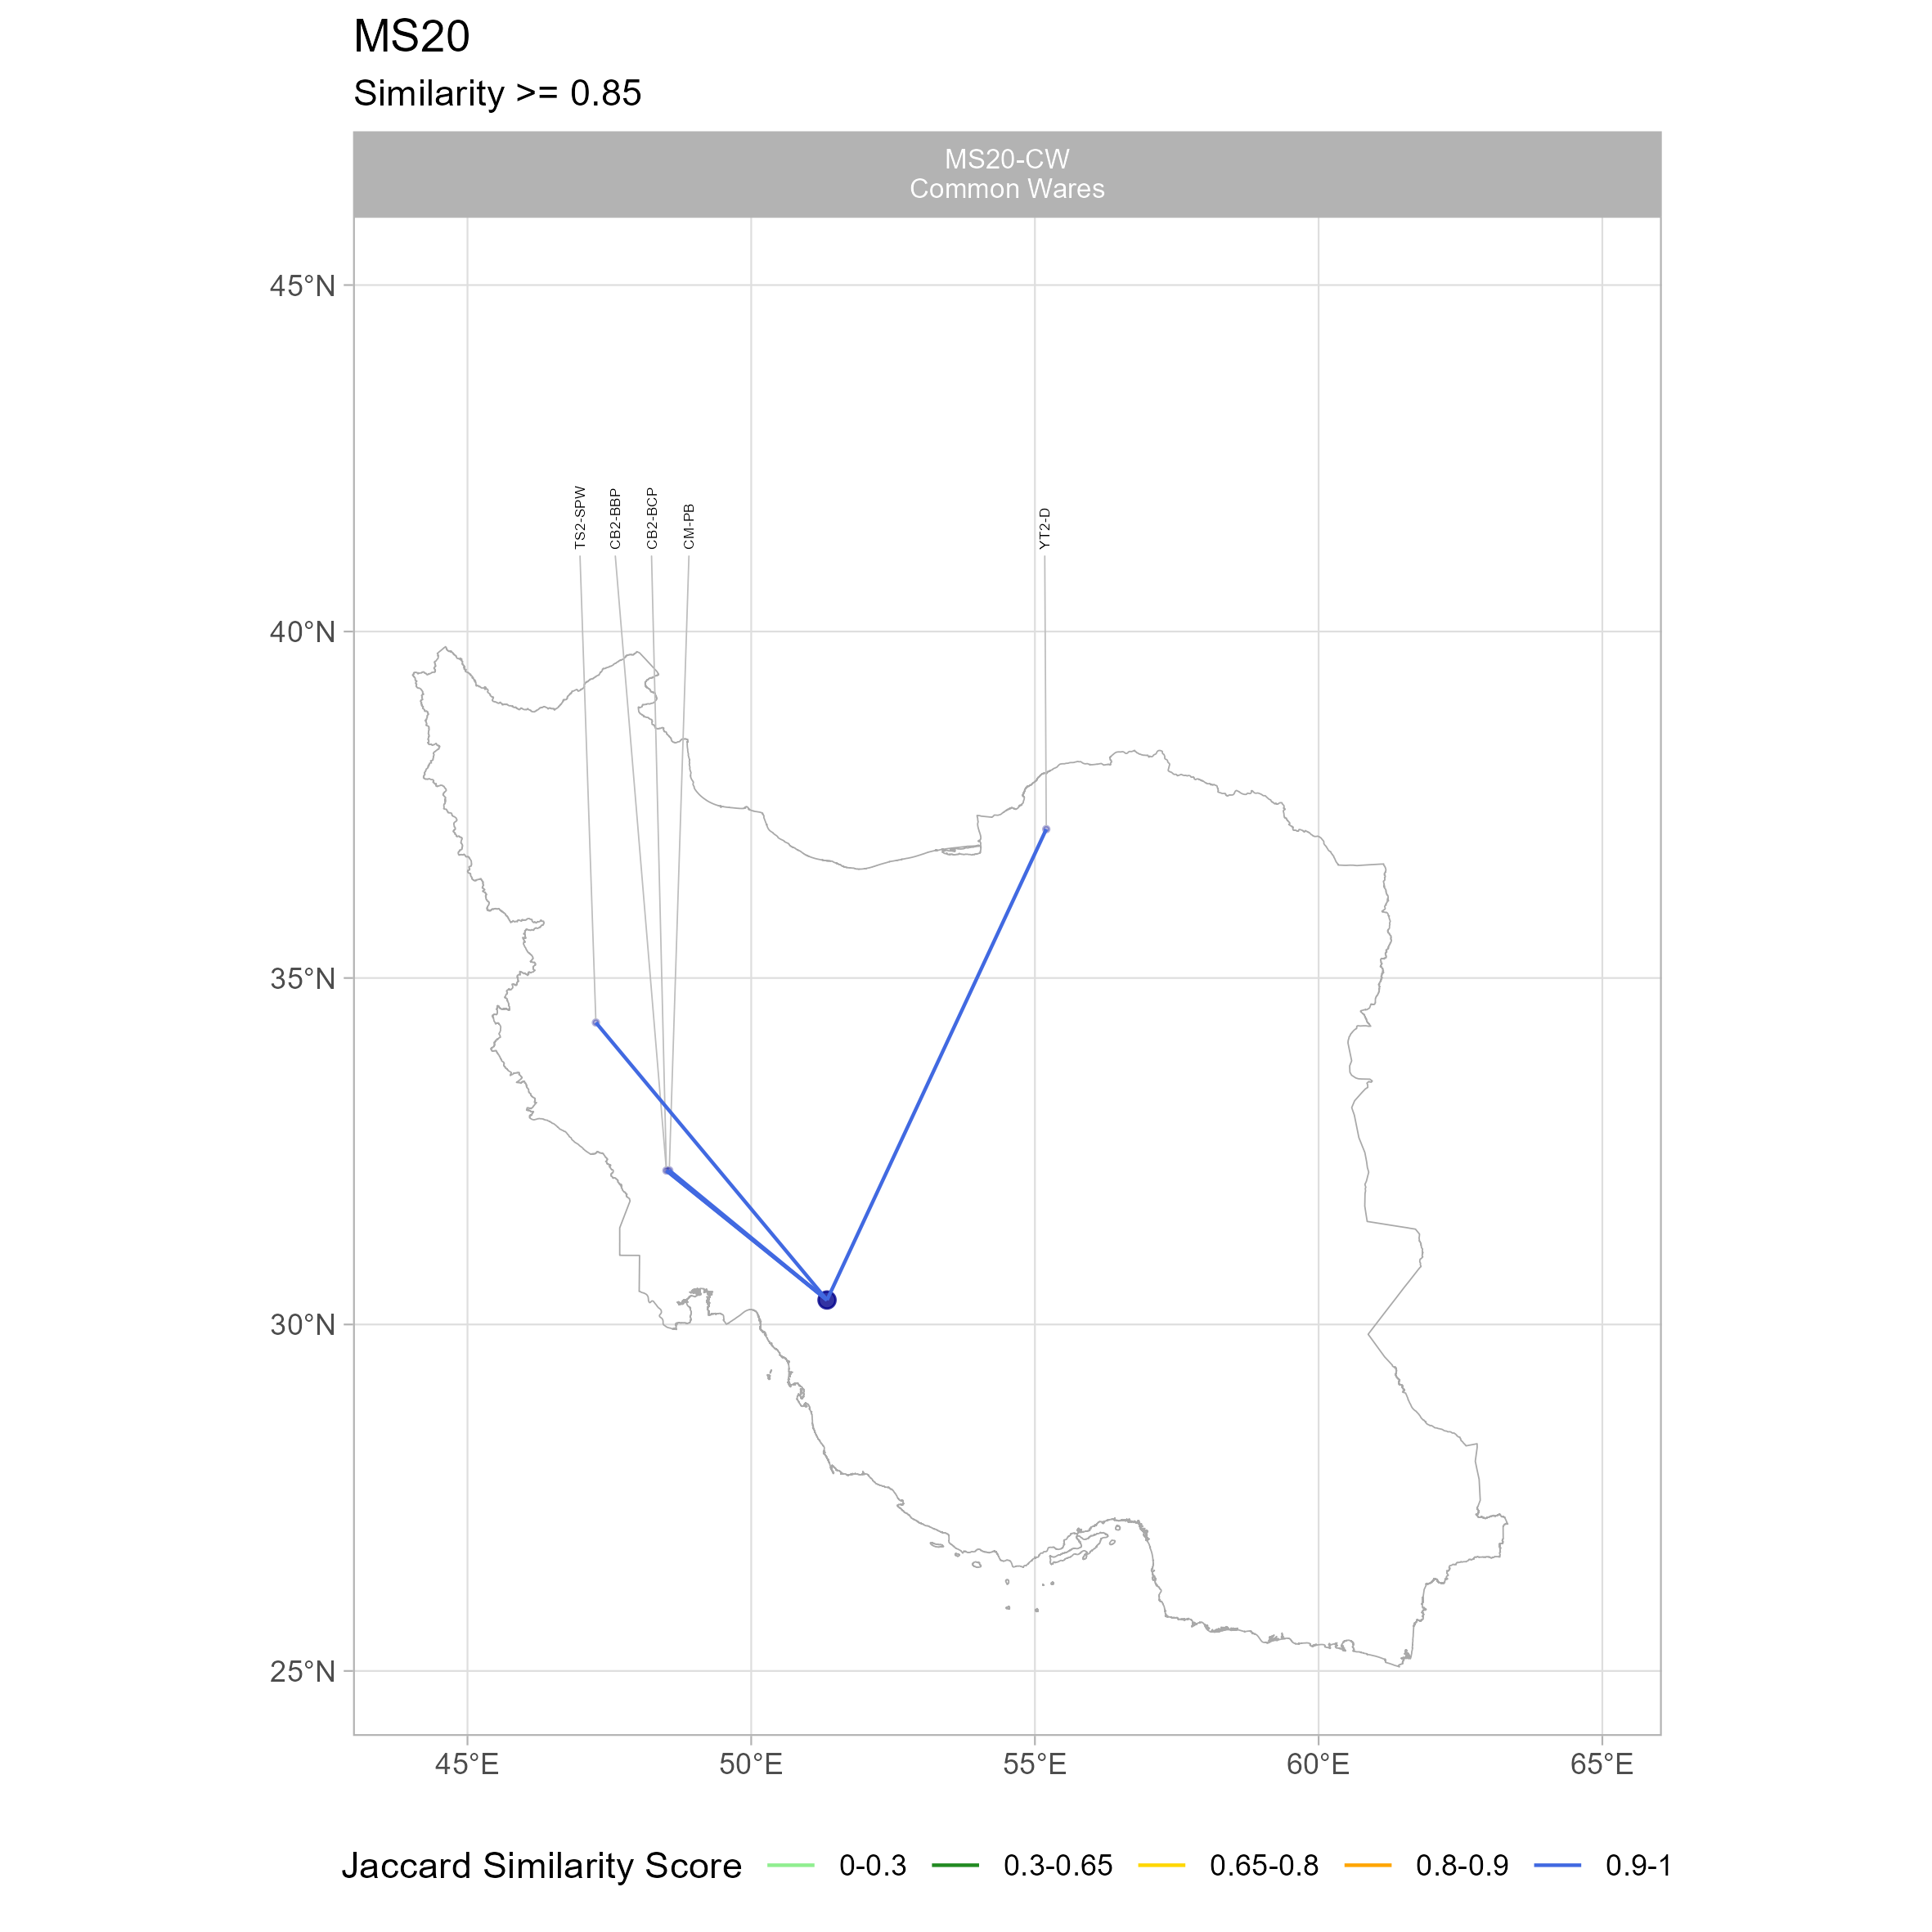 MS20
Similarity >= 0.85
MS20-CW
Common Wares
45°N
40°N
35°N
30°N
25°N
TS2-SPW
CB2-BBP
CB2-BCP
CM-PB
YT2-D
45°E 50°E 55°E 60°E 65°E
Jaccard Similarity Score 0-0.3 0.3-0.65 0.65-0.8 0.8-0.9 0.9-1